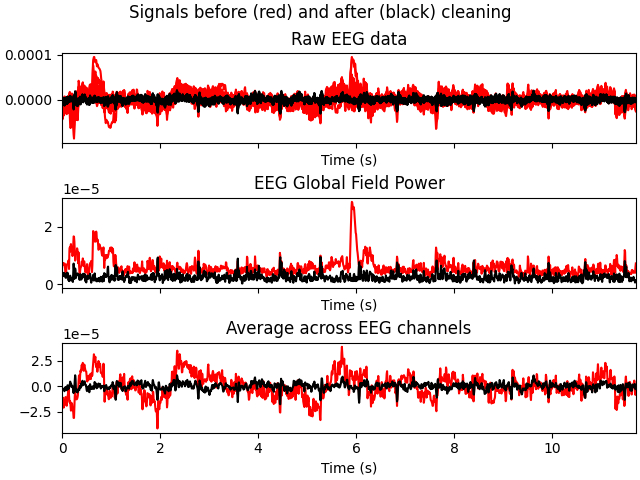 Signals before (red) and after (black) cleaning
Raw EEG data
0.0001
0.0000
Time (s)
1e−5
EEG Global Field Power
2
0
Time (s)
1e−5
Average across EEG channels
2.5
0.0
−2.5
0 2 4 6 8 10
Time (s)